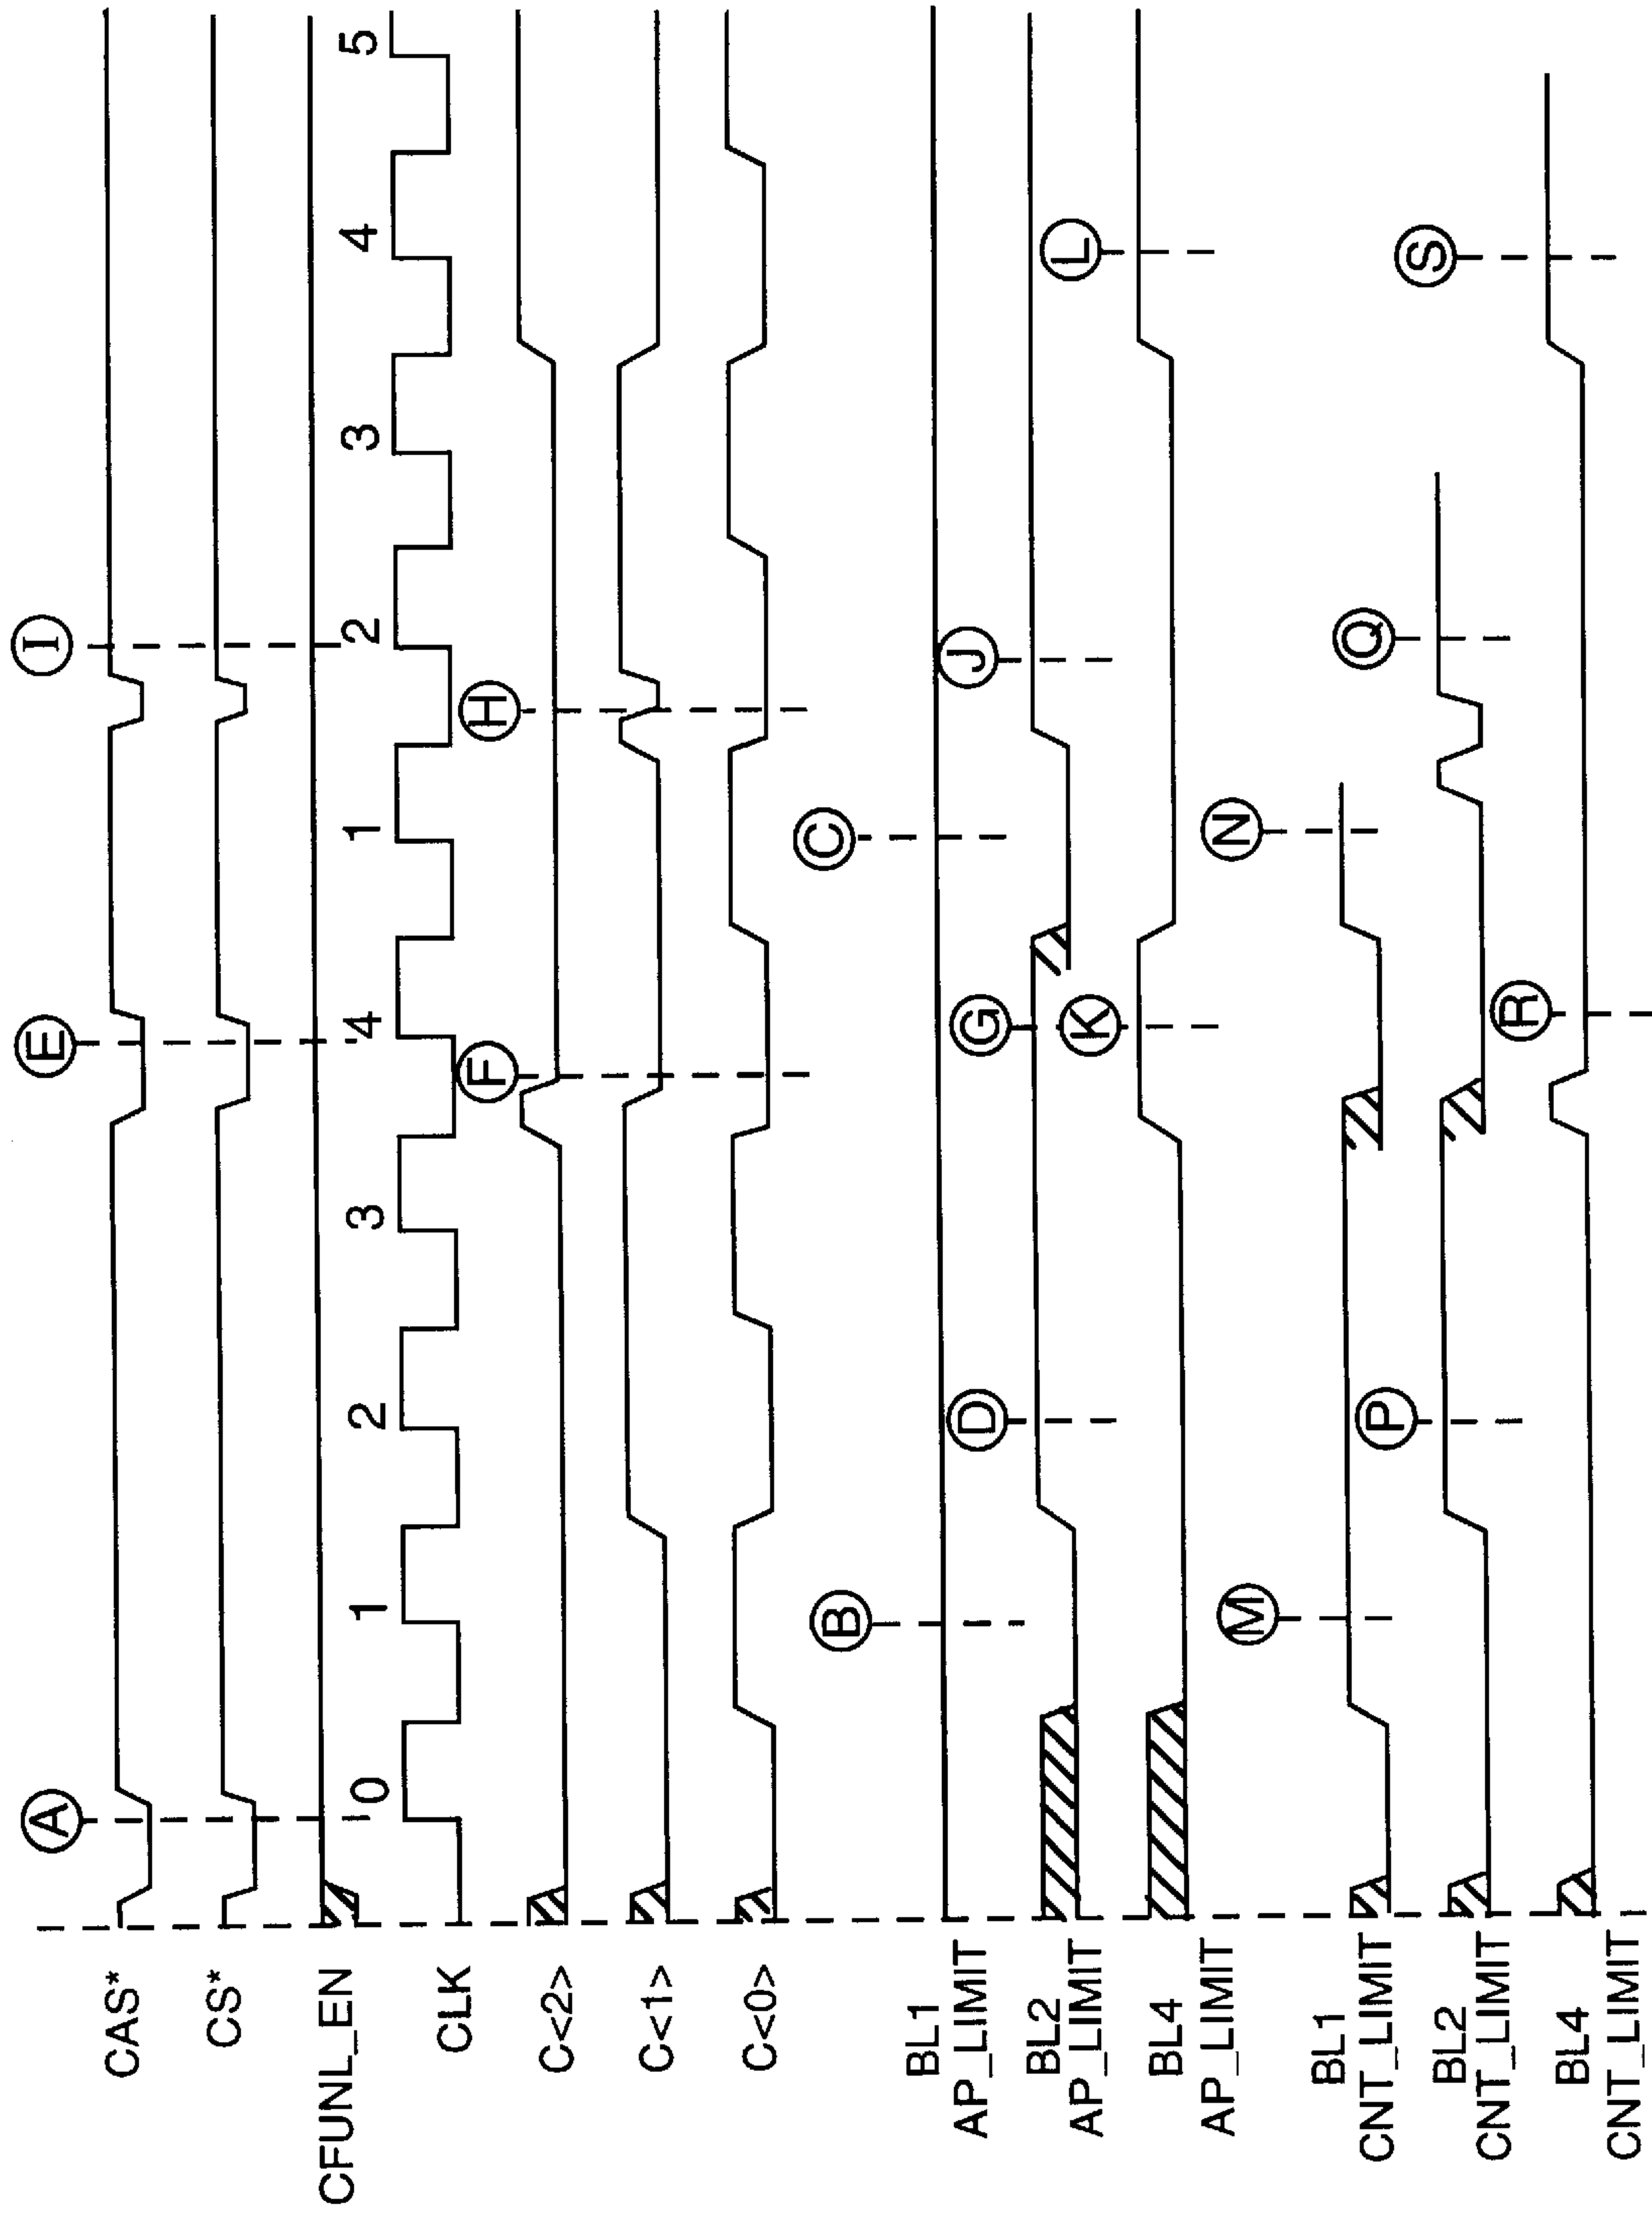 A E I
CAS*
CS*
CFUNL_EN
0 1 2 3 4 1 2 3 4 5
CLK
F H
C<2>
C<1>
C<0>
B C
BL1
AP_LIMIT
D G J
BL2
AP_LIMIT
K L
BL4
AP_LIMIT
M N
BL1
CNT_LIMIT
P Q
BL2
CNT_LIMIT
R S
BL4
CNT_LIMIT